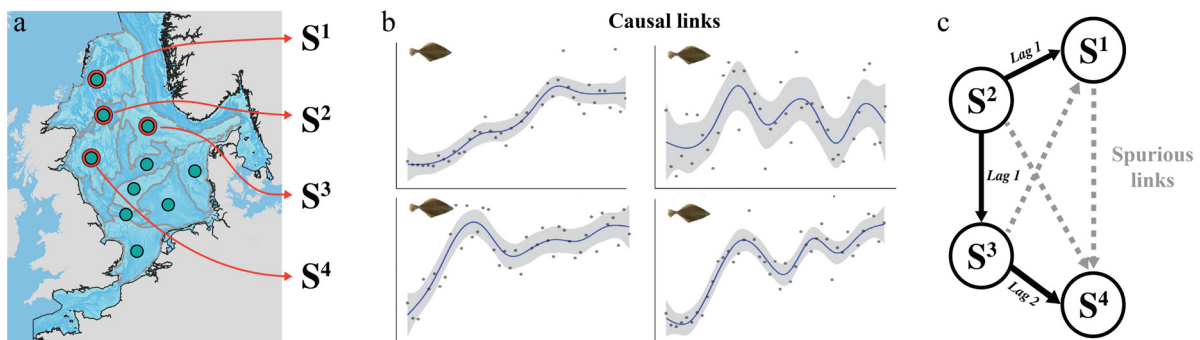 a
S¹
S²
S³
S⁴
b
Causal links
c
S¹
Lag 1
S²
Lag 1
Spurious
links
S³
Lag 2
S⁴